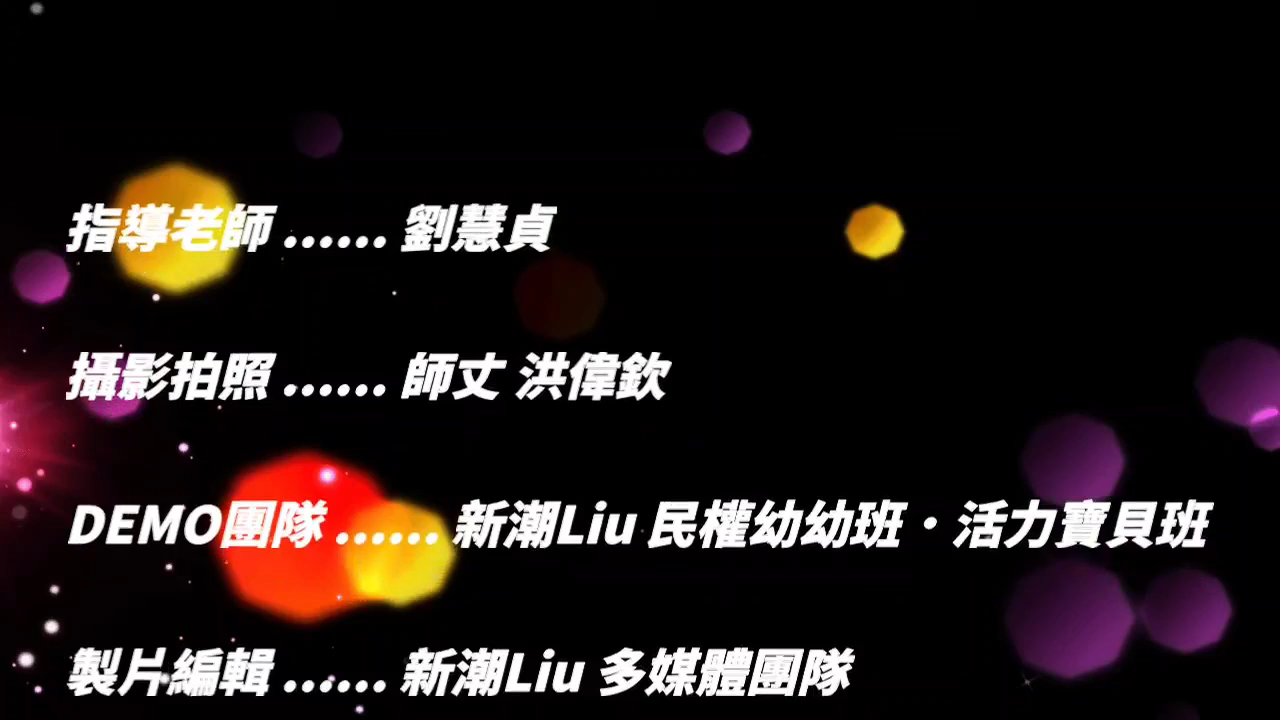 指導老師 ...... 劉慧貞
攝影拍照 ...... 師丈 洪偉欽
DEMO團隊 ...... 新潮Liu 民權幼幼班‧活力寶貝班
製片編輯 ...... 新潮Liu 多媒體團隊